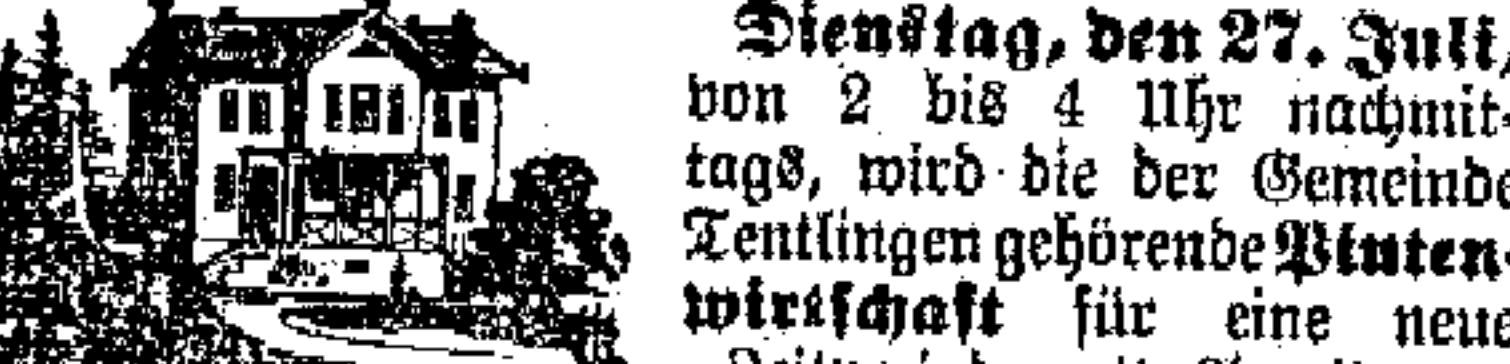 Dienstag, den 27. Juli,
von 2 bis 4 Uhr nachmit-
tags, wird die der Gemeinde
Tentlingen gehörende Pinten-
wirtschaft für eine neue